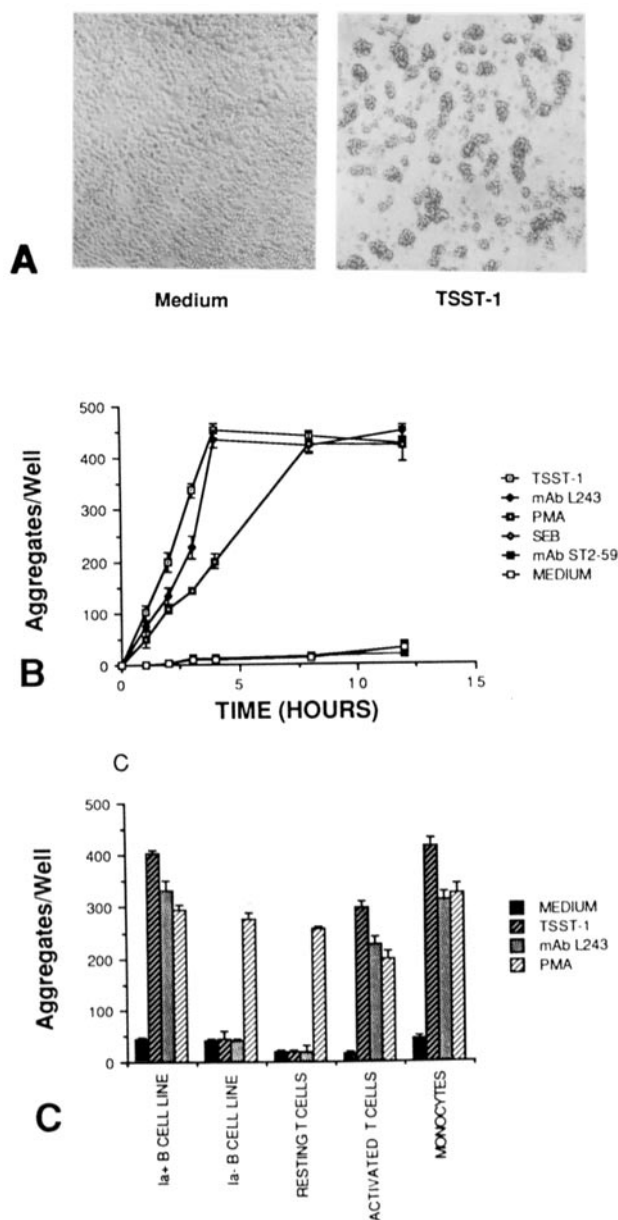 A
Medium
TSST-1
500
400
300
200
100
0
Aggregates/Well
0
5
10
15
TIME (HOURS)
TSST-1
mAb L243
PMA
SEB
mAb ST2-59
MEDIUM
B
C
500
400
300
200
100
0
Aggregates/Well
MEDIUM
TSST-1
mAb L243
PMA
Ia+ B CELL LINE
Ia- B CELL LINE
RESTING T CELLS
ACTIVATED T CELLS
MONOCYTES
C